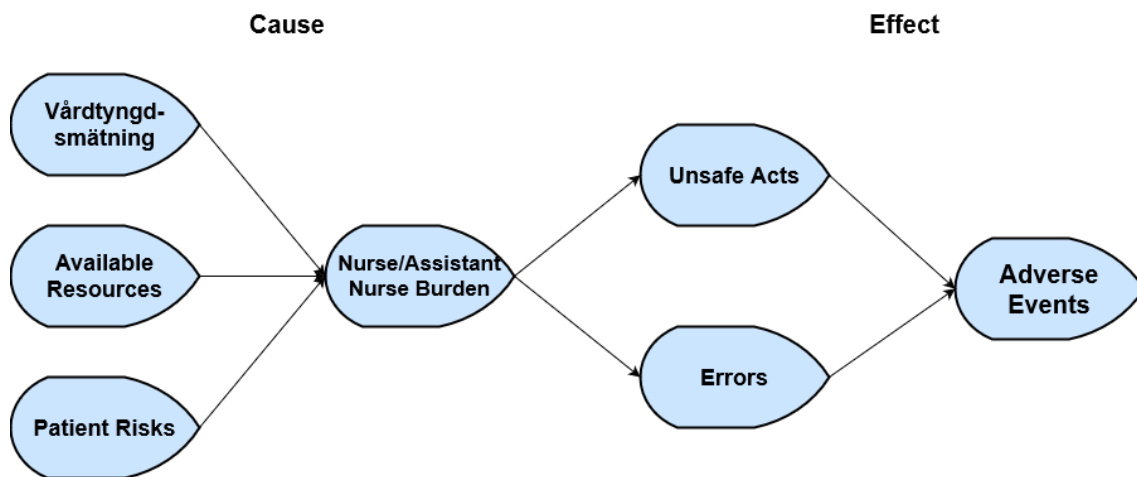 Cause
Effect
Vårdtyngd-
smätning
Available
Resources
Patient Risks
Nurse/Assistant
Nurse Burden
Unsafe Acts
Errors
Adverse
Events